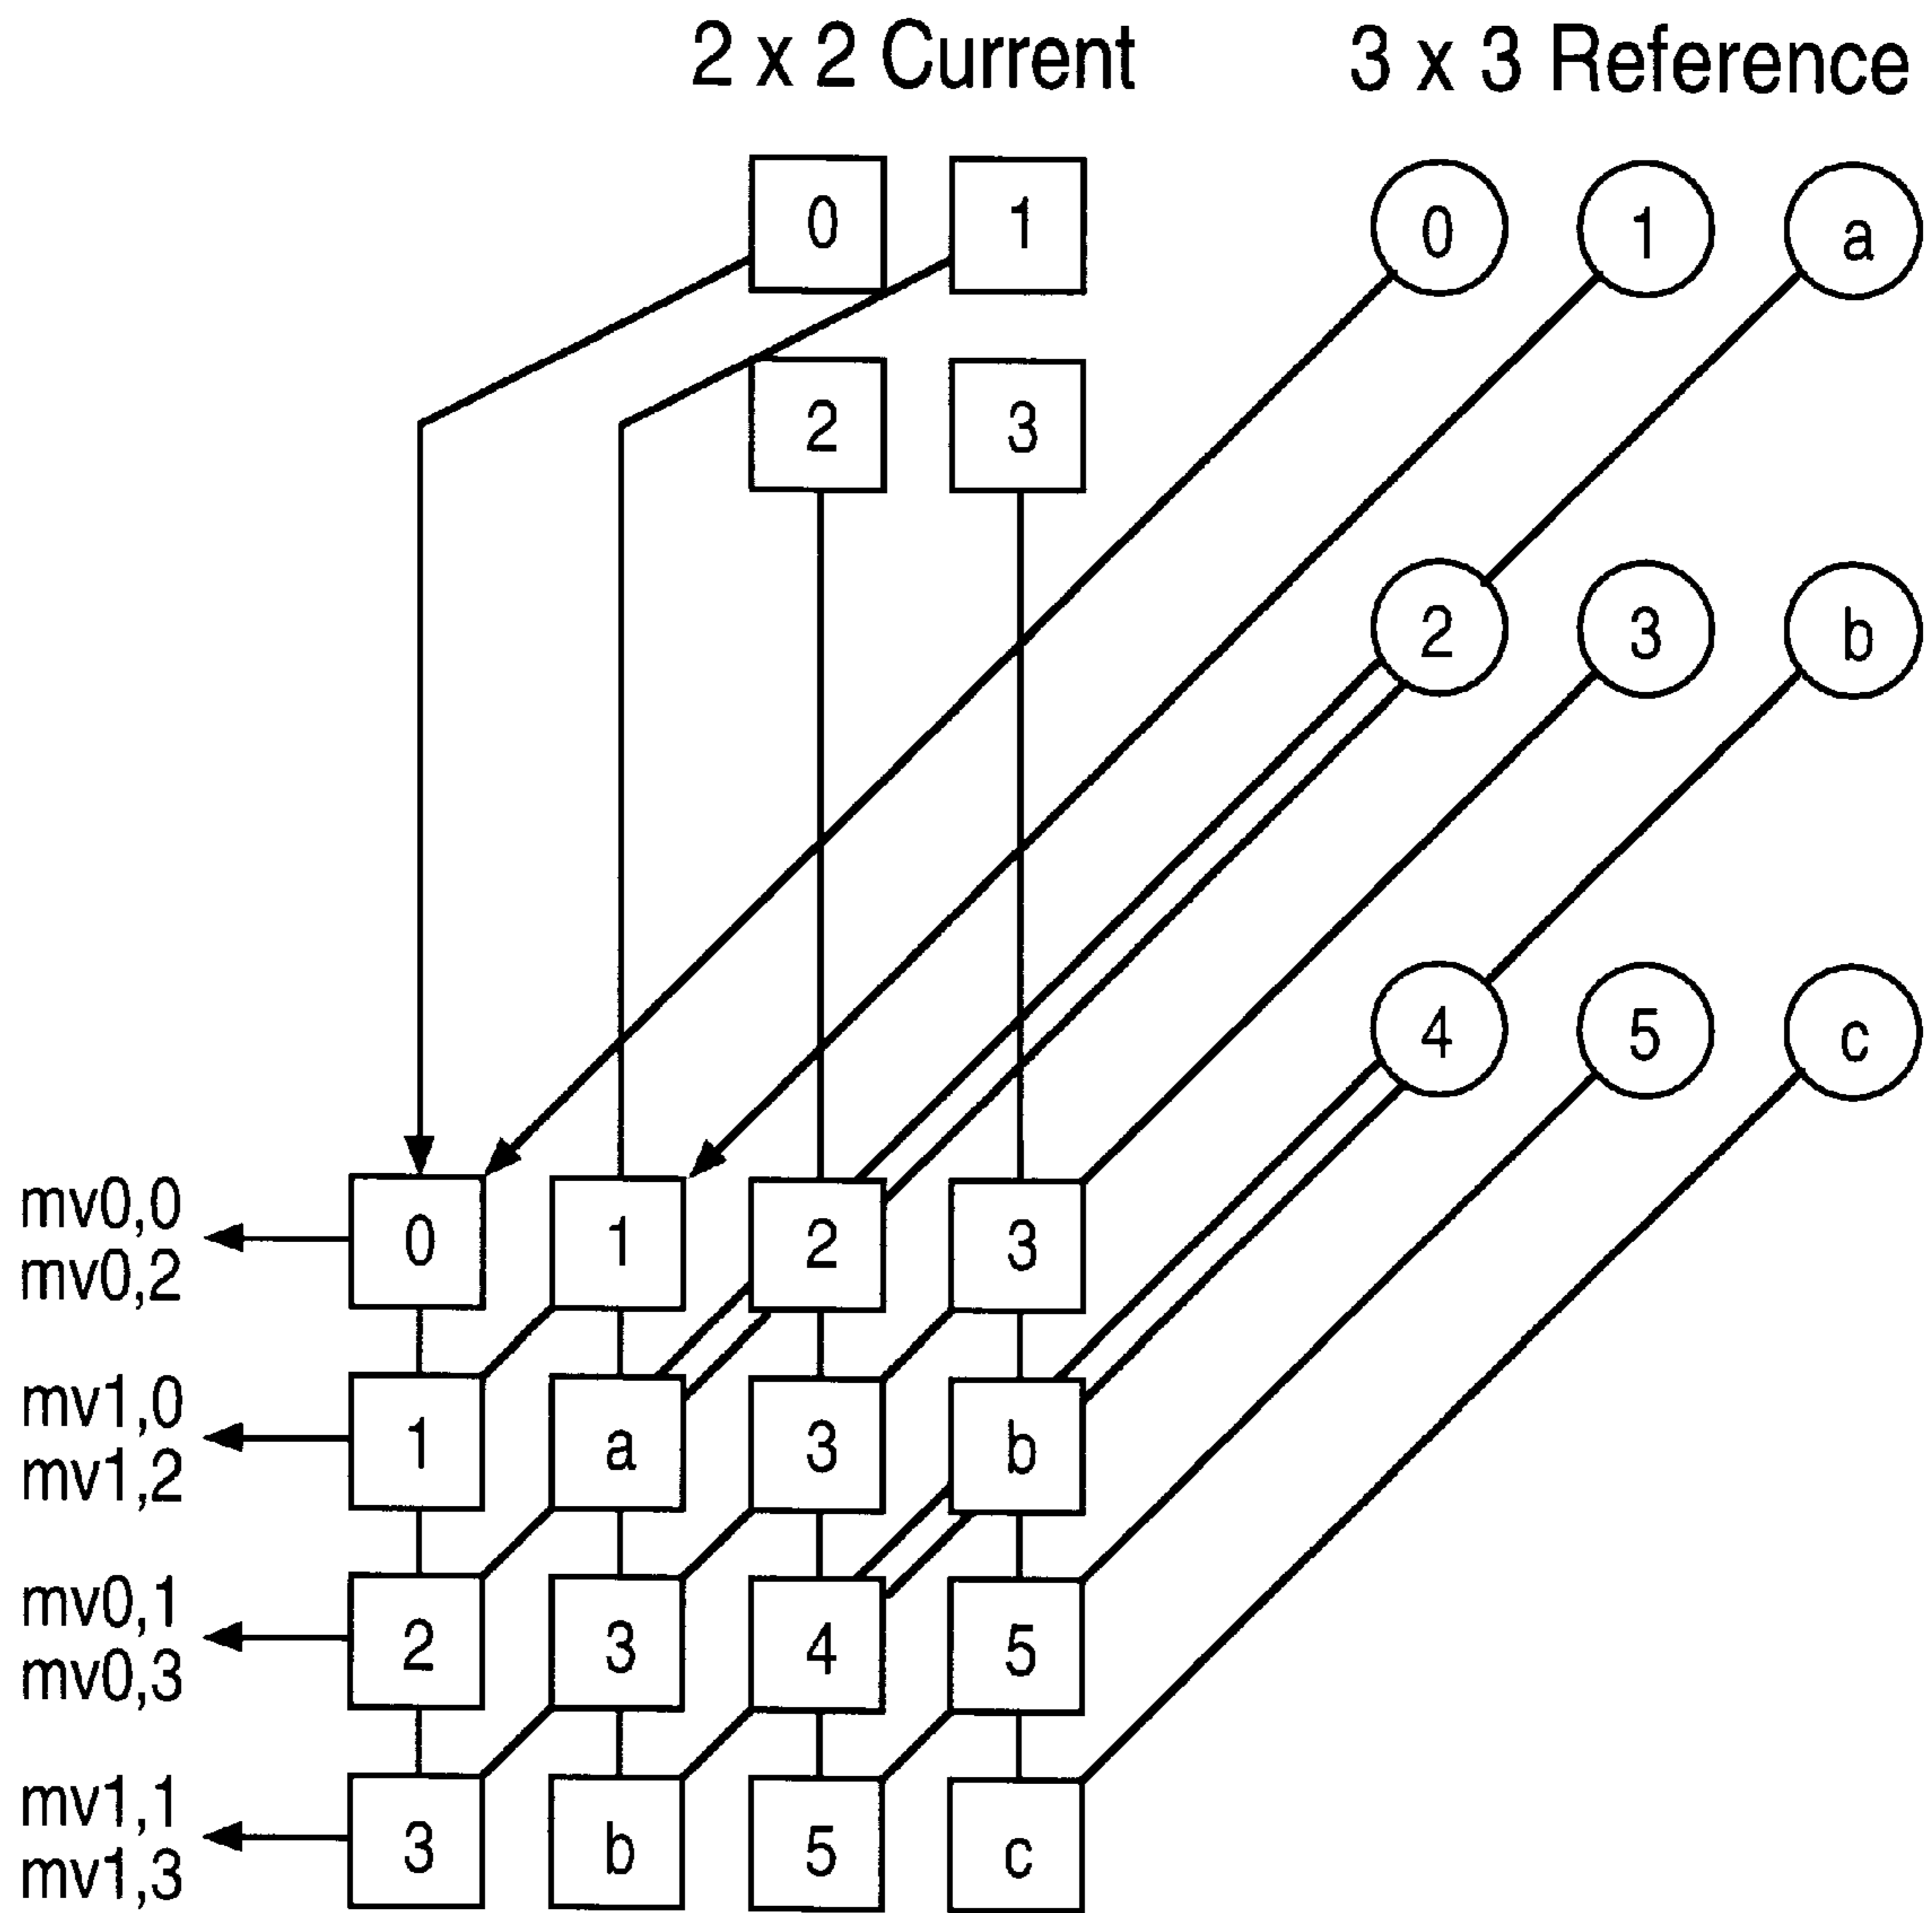 2 x 2 Current 3 x 3 Reference
0 1 0 1 a
2 3
2 3 b
4 5 c
mv0,0
mv0,2
0 1 2 3
mv1,0
mv1,2
1 a 3 b
mv0,1
mv0,3
2 3 4 5
mv1,1
mv1,3
3 b 5 c